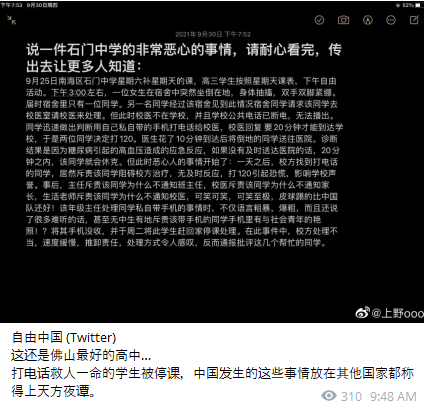 下午7:53 9月30日周四
52%
2021年9月30日 下午7:52
说一件石门中学的非常恶心的事情，请耐心看完，传
出去让更多人知道：
9月25日南海区石门中学星期六补星期天的课，高三学生按照星期天课表，下午自由
活动。下午3:00左右，一位女生在宿舍中突然坐倒在地，身体抽搐，双手双脚紧绷。
届时宿舍里只有一位同学。另一名同学经过该宿舍见到此情况宿舍同学请求该同学去
校医室请校医来处理。但此时校医不在学校，并且学校公共电话已断电，无法播出。
同学迅速做出判断用自己私自带的手机打电话给校医，校医回复 要20分钟才能到达学
校，于是两位同学决定打120。医生花了10分钟到达后将倒地的同学送往医院。诊断
结果是因为糖尿病引起的高血压造成的应急反应，如果没有及时送达医院的话，20分
钟之内，该同学就会休克。但此时恶心人的事情开始了：一天之后，校方找到打电话
的同学，居然斥责该同学阻碍校方治疗，无及时反应，打120引起恐慌，影响学校声
誉。事后，主任斥责该同学为什么不通知班主任，校医斥责该同学为什么不通知家
长，生活老师斥责该同学为什么不通知校医，可笑可笑，可笑至极，皮球踢的比中国
队还好！该年级主任处理同学私自带手机的事情时，不仅语言粗暴，爆粗，而且还说
了很多难听的话，甚至无中生有地斥责该带手机的同学手机里有与社会青年的艳
照！？将其手机没收，并于周二将此学生赶回家停课处理。在此事件中，校方处理不
当，速度缓慢，推卸责任，处理方式令人感叹，反而通报批评这几个帮忙的同学。
@上野ooo
自由中国 (Twitter)
这还是佛山最好的高中...
打电话救人一命的学生被停课，中国发生的这些事情放在其他国家都称
得上天方夜谭。
310 9:48 AM